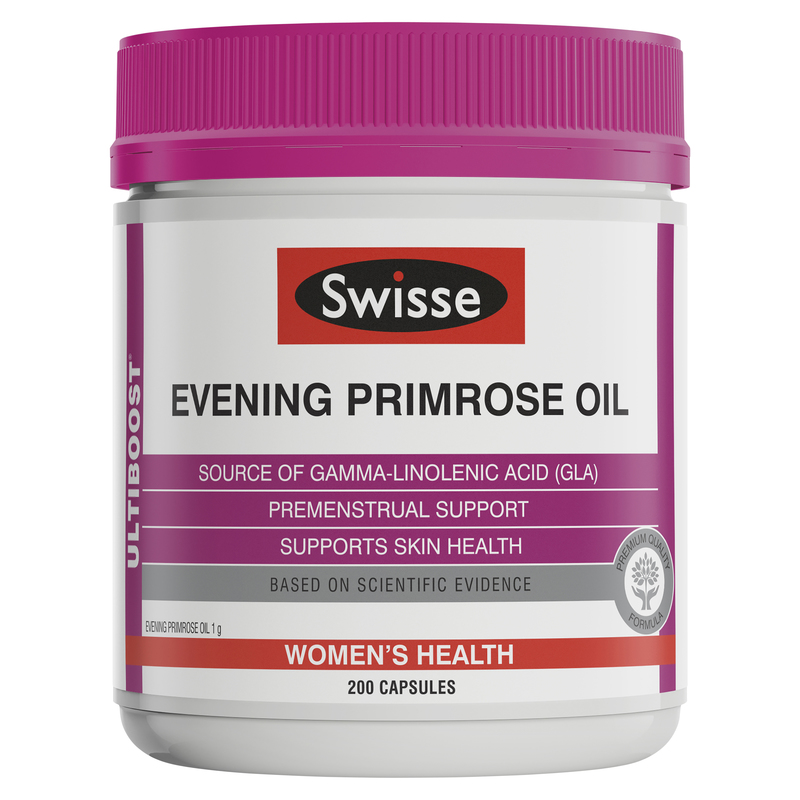 Swisse
EVENING PRIMROSE OIL
ULTIBOOST®
SOURCE OF GAMMA-LINOLENIC ACID (GLA)
PREMENSTRUAL SUPPORT
SUPPORTS SKIN HEALTH
BASED ON SCIENTIFIC EVIDENCE
PREMIUM QUALITY
FORMULA
EVENING PRIMROSE OIL 1 g
WOMEN'S HEALTH
200 CAPSULES